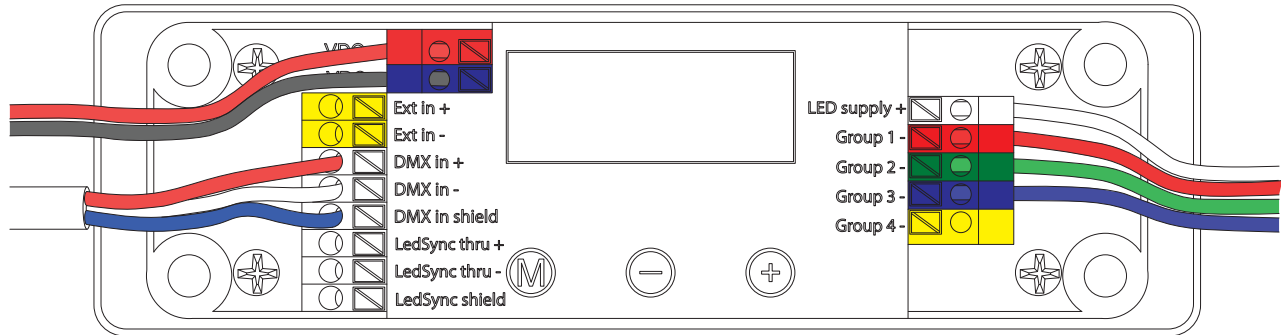 Ext in +
Ext in -
DMX in +
DMX in -
DMX in shield
LedSync thru +
LedSync thru -
LedSync shield
M
-
+
LED supply +
Group 1 -
Group 2 -
Group 3 -
Group 4 -